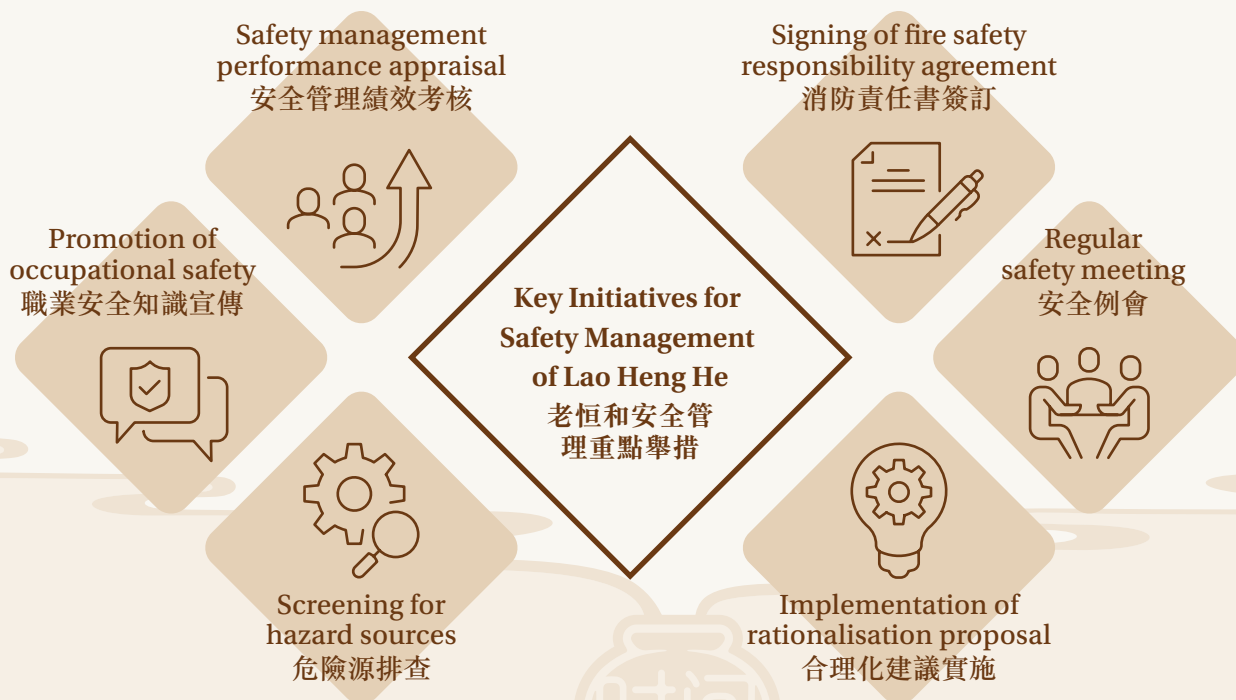 Safety management
performance appraisal
安全管理績效考核
Signing of fire safety
responsibility agreement
消防責任書簽訂
Promotion of
occupational safety
職業安全知識宣傳
Key Initiatives for
Safety Management
of Lao Heng He
老恒和安全管
理重點舉措
Regular
safety meeting
安全例會
Screening for
hazard sources
危險源排查
Implementation of
rationalisation proposal
合理化建議實施
时间